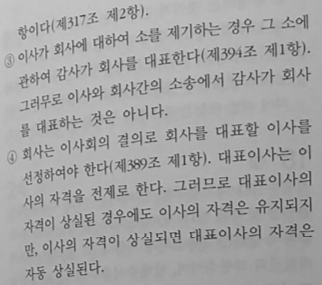 항이다(제317조 제2항).
③ 이사가 회사에 대하여 소를 제기하는 경우 그 소에
관하여 감사가 회사를 대표한다(제394조 제1항).
그러무로 이사와 회사간의 소송에서 감사가 회사
를 대표하는 것은 아니다.
④ 회사는 이사회의 결의로 회사를 대표할 이사를
선정하여야 한다(제389조 제1항). 대표이사는 이
사의 자격을 전제로 한다. 그러므로 대표이사의
자격이 상실된 경우에도 이사의 자격은 유지되지
만, 이사의 자격이 상실되면 대표이사의 자격은
자동 상실된다.